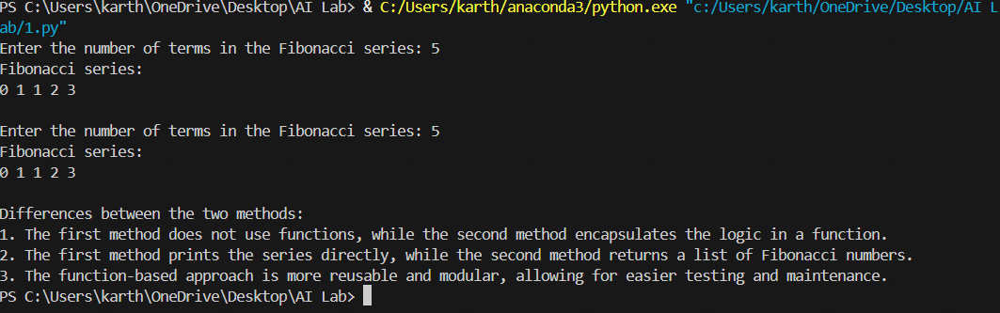 PS C:\Users\karth\OneDrive\Desktop\AI Lab> & C:/Users/karth/anaconda3/python.exe "c:/Users/karth/OneDrive/Desktop/AI L
ab/1.py"
Enter the number of terms in the Fibonacci series: 5
Fibonacci series:
0 1 1 2 3
Enter the number of terms in the Fibonacci series: 5
Fibonacci series:
0 1 1 2 3
Differences between the two methods:
1. The first method does not use functions, while the second method encapsulates the logic in a function.
2. The first method prints the series directly, while the second method returns a list of Fibonacci numbers.
3. The function-based approach is more reusable and modular, allowing for easier testing and maintenance.
PS C:\Users\karth\OneDrive\Desktop\AI Lab>